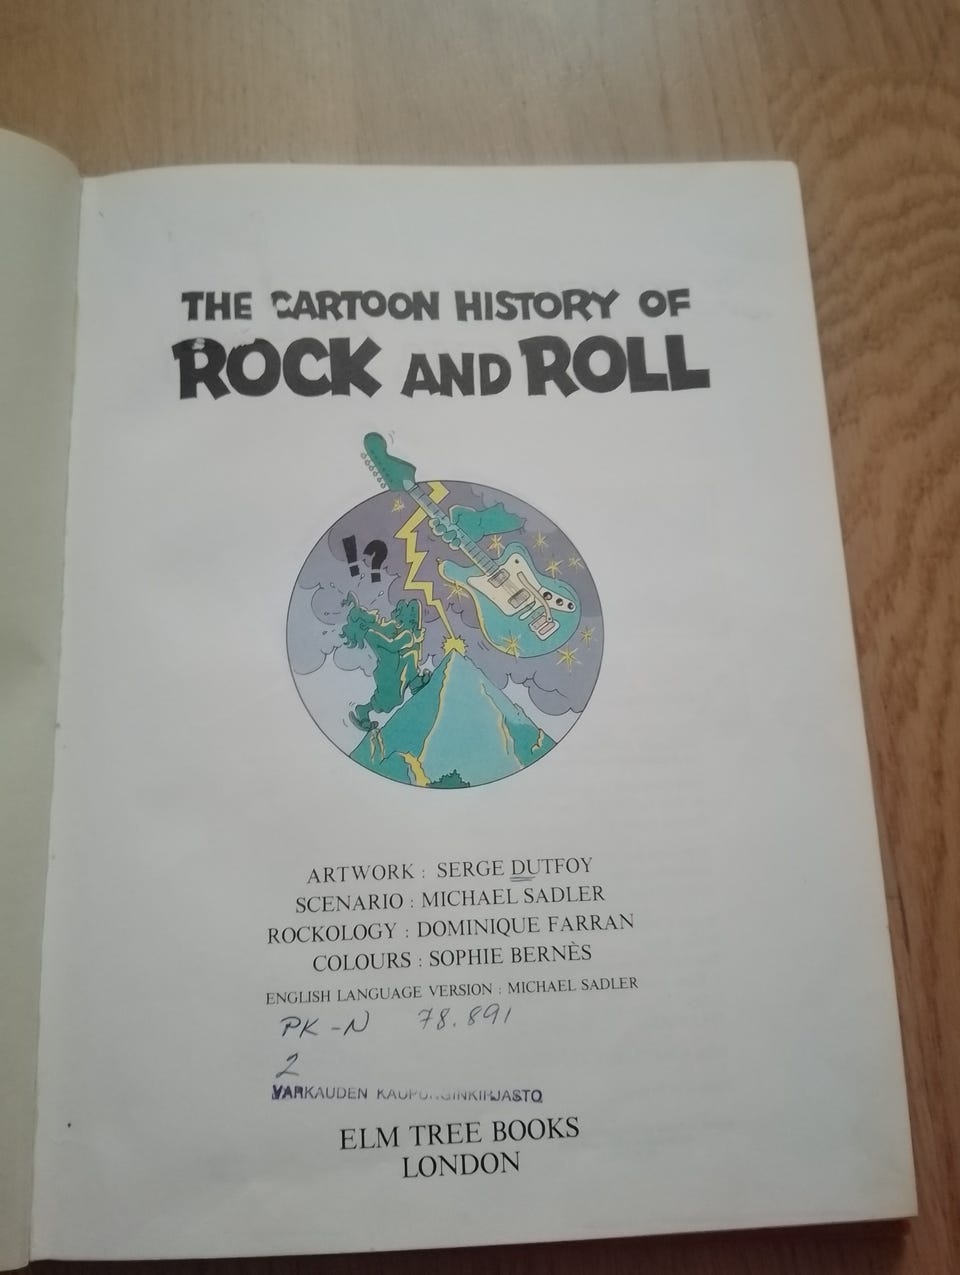 THE CARTOON HISTORY OF
ROCK AND ROLL
!?
ARTWORK : SERGE DUTFOY
SCENARIO : MICHAEL SADLER
ROCKOLOGY : DOMINIQUE FARRAN
COLOURS : SOPHIE BERNÈS
ENGLISH LANGUAGE VERSION : MICHAEL SADLER
PK-N 78.891
2
VARKAUDEN KAUPUNGINKIRJASTO
ELM TREE BOOKS
LONDON